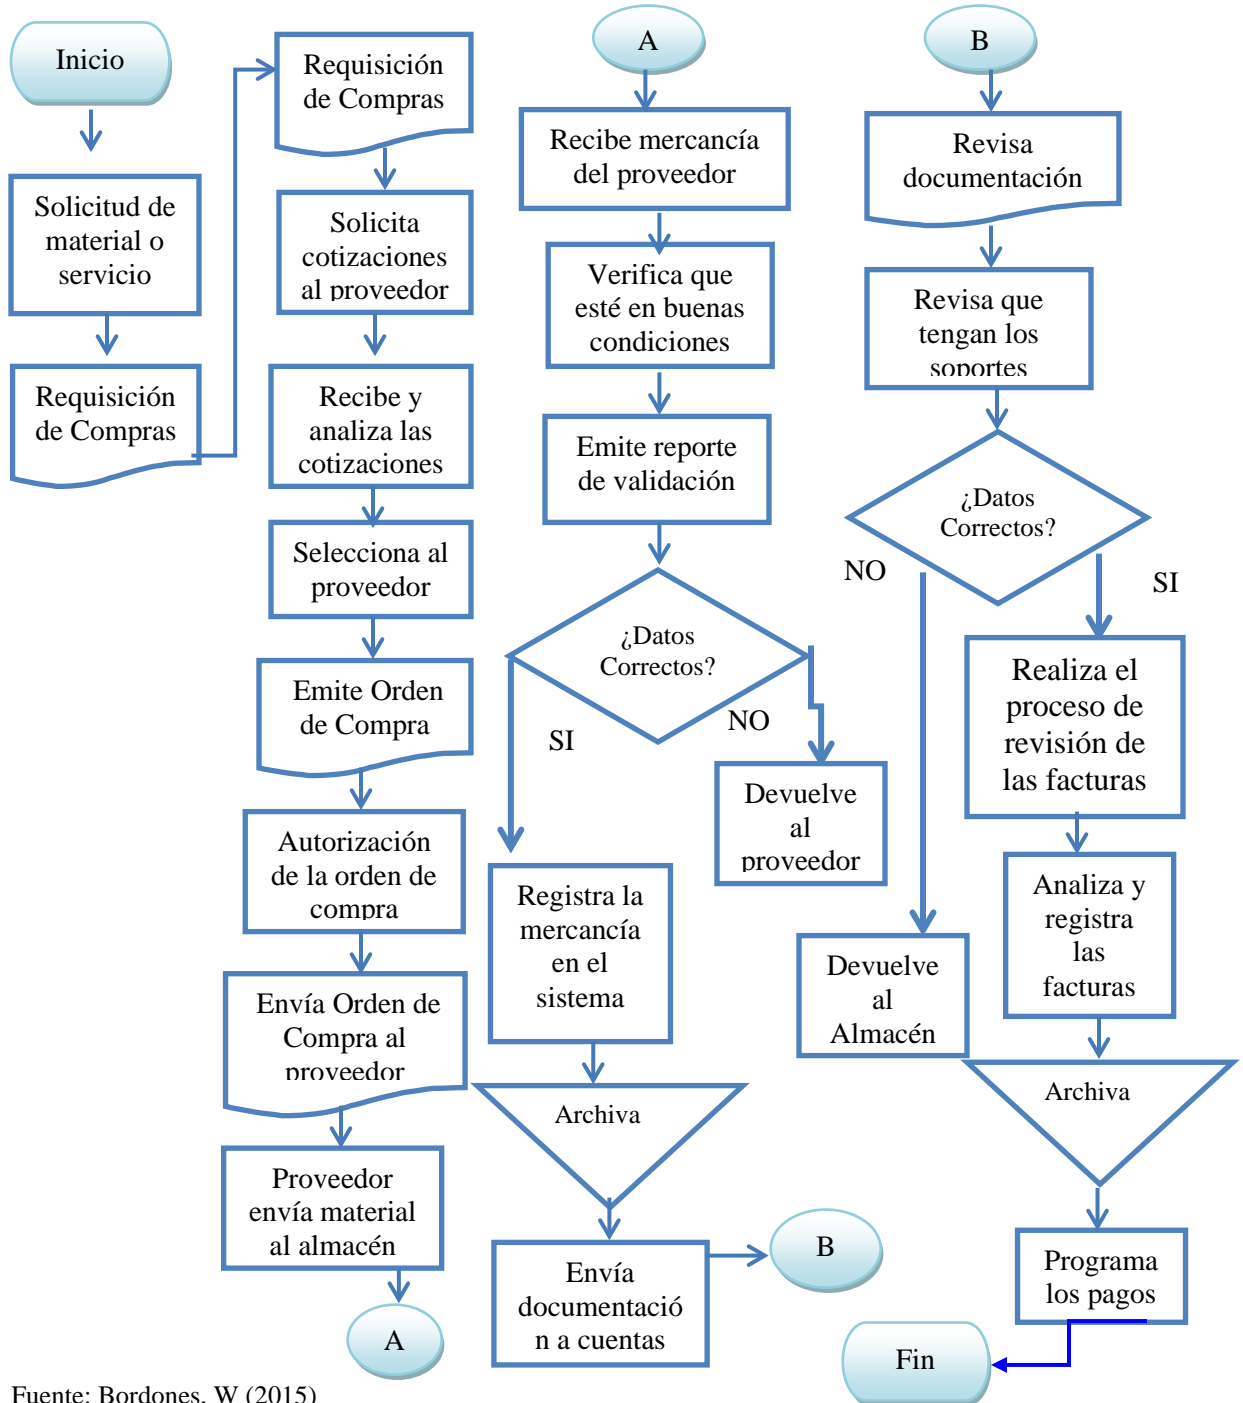 Inicio
Solicitud de
material o
servicio
Requisición
de Compras
Requisición
de Compras
Solicita
cotizaciones
al proveedor
Recibe y
analiza las
cotizaciones
Selecciona al
proveedor
Emite Orden
de Compra
Autorización
de la orden de
compra
Envía Orden de
Compra al
proveedor
Proveedor
envía material
al almacén
A
A
Recibe mercancía
del proveedor
Verifica que
esté en buenas
condiciones
Emite reporte
de validación
¿Datos
Correctos?
SI
NO
Devuelve
al
proveedor
Registra la
mercancía
en el
sistema
Archiva
Envía
documentació
n a cuentas
B
B
Revisa
documentación
Revisa que
tengan los
soportes
¿Datos
Correctos?
NO
SI
Devuelve
al
Almacén
Realiza el
proceso de
revisión de
las facturas
Analiza y
registra
las
facturas
Archiva
Programa
los pagos
Fin
Fuente: Bordones, W (2015)